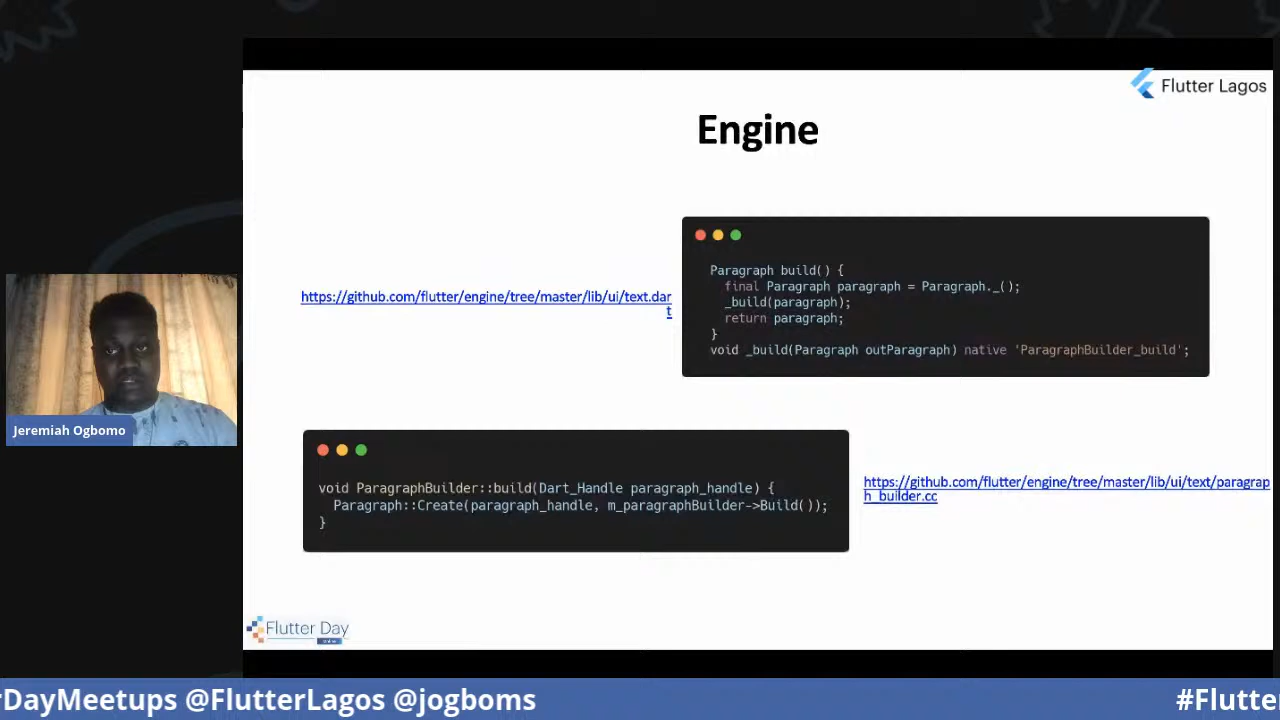 Flutter Lagos
Engine
https://github.com/flutter/engine/tree/master/lib/ui/text.dar
t
Paragraph build() {
final Paragraph paragraph = Paragraph._();
_build(paragraph);
return paragraph;
}
void _build(Paragraph outParagraph) native 'ParagraphBuilder_build';
Jeremiah Ogbomo
void ParagraphBuilder::build(Dart_Handle paragraph_handle) {
Paragraph::Create(paragraph_handle, m_paragraphBuilder->Build());
}
https://github.com/flutter/engine/tree/master/lib/ui/text/paragrap
h_builder.cc
Flutter Day
rDayMeetups @FlutterLagos @jogboms #Flutte